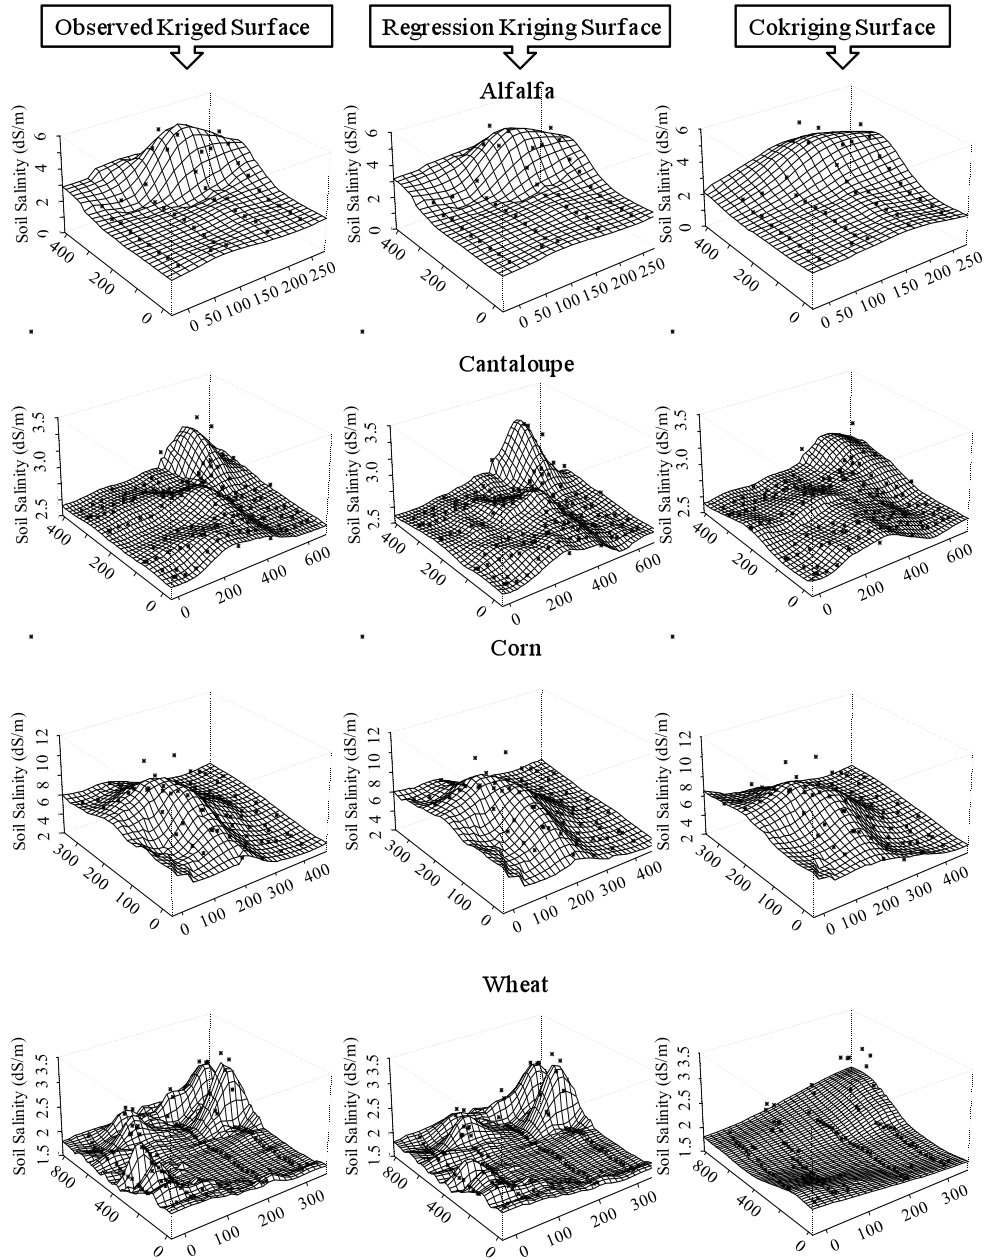 Observed Kriged Surface
Regression Kriging Surface
Cokriging Surface
Alfalfa
Soil Salinity (dS/m)
0 2 4 6
400 200 0
0 50 100 150 200 250
Soil Salinity (dS/m)
0 2 4 6
400 200 0
0 50 100 150 200 250
Soil Salinity (dS/m)
0 2 4 6
400 200 0
0 50 100 150 200 250
Cantaloupe
Soil Salinity (dS/m)
2.5 3.0 3.5
400 200 0
0 200 400 600
Soil Salinity (dS/m)
2.5 3.0 3.5
400 200 0
0 200 400 600
Soil Salinity (dS/m)
2.5 3.0 3.5
400 200 0
0 200 400 600
Corn
Soil Salinity (dS/m)
2 4 6 8 10 12
300 200 100 0
0 100 200 300 400
Soil Salinity (dS/m)
2 4 6 8 10 12
300 200 100 0
0 100 200 300 400
Soil Salinity (dS/m)
2 4 6 8 10 12
300 200 100 0
0 100 200 300 400
Wheat
Soil Salinity (dS/m)
1.5 2 2.5 3 3.5
800 400 0
0 100 200 300
Soil Salinity (dS/m)
1.5 2 2.5 3 3.5
800 400 0
0 100 200 300
Soil Salinity (dS/m)
1.5 2 2.5 3 3.5
800 400 0
0 100 200 300